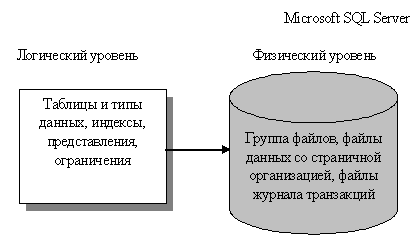 Microsoft SQL Server
Логический уровень
Физический уровень
Таблицы и типы
данных, индексы,
представления,
ограничения
Группа файлов, файлы
данных со страничной
организацией, файлы
журнала транзакций